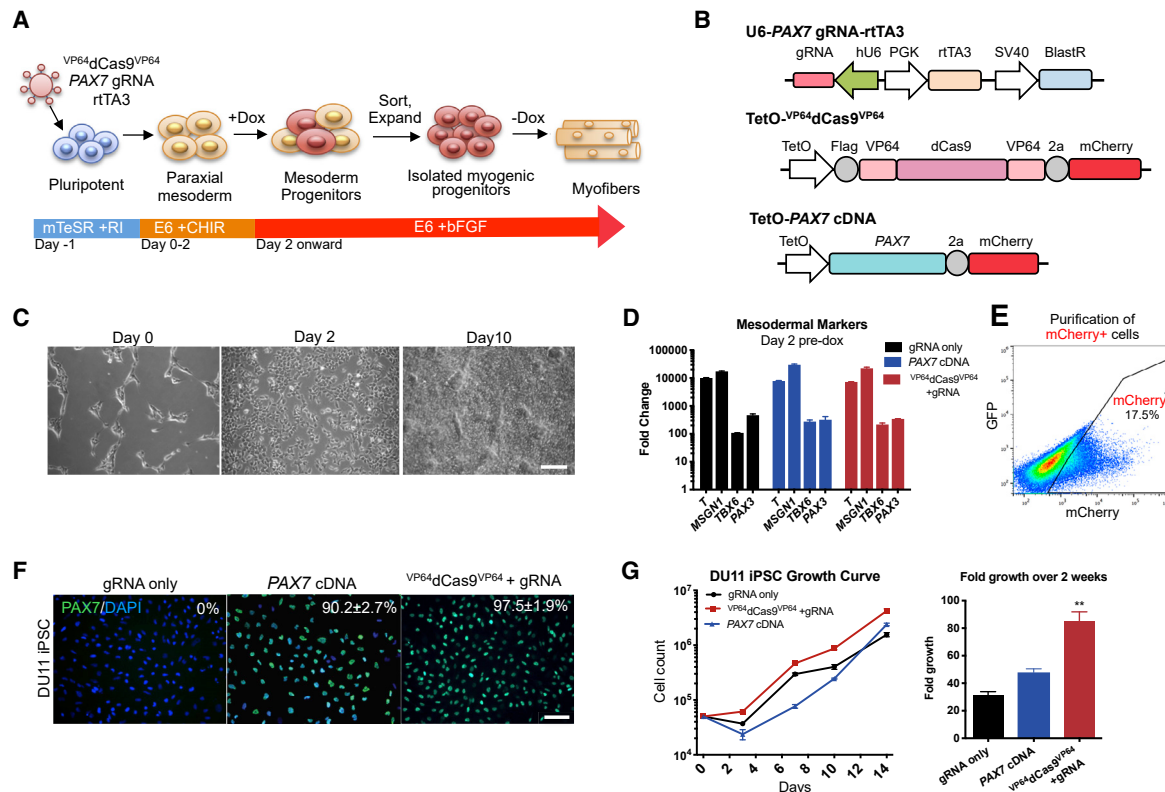 A
VP64dCas9VP64
PAX7 gRNA
rtTA3
+Dox
Sort,
Expand
-Dox
Pluripotent
Paraxial
mesoderm
Mesoderm
Progenitors
Isolated myogenic
progenitors
Myofibers
mTeSR +RI
E6 +CHIR
E6 +bFGF
Day -1
Day 0-2
Day 2 onward
B
U6-PAX7 gRNA-rtTA3
gRNA hU6 PGK rtTA3 SV40 BlastR
TetO-VP64dCas9VP64
TetO Flag VP64 dCas9 VP64 2a mCherry
TetO-PAX7 cDNA
TetO PAX7 2a mCherry
C
Day 0
Day 2
Day10
D
Mesodermal Markers
Day 2 pre-dox
gRNA only
PAX7 cDNA
VP64dCas9VP64
+gRNA
Fold Change
100000
10000
1000
100
10
1
T MSGN1 TBX6 PAX3
T MSGN1 TBX6 PAX3
T MSGN1 TBX6 PAX3
E
Purification of
mCherry+ cells
mCherry
17.5%
GFP
mCherry
F
gRNA only
PAX7 cDNA
VP64dCas9VP64 + gRNA
DU11 iPSC
PAX7/DAPI
0%
90.2±2.7%
97.5±1.9%
G
DU11 iPSC Growth Curve
gRNA only
VP64dCas9VP64 +gRNA
PAX7 cDNA
Cell count
10^7
10^6
10^5
10^4
0 2 4 6 8 10 12 14
Days
Fold growth over 2 weeks
**
Fold growth
100
80
60
40
20
0
gRNA only
PAX7 cDNA
VP64dCas9VP64
+gRNA